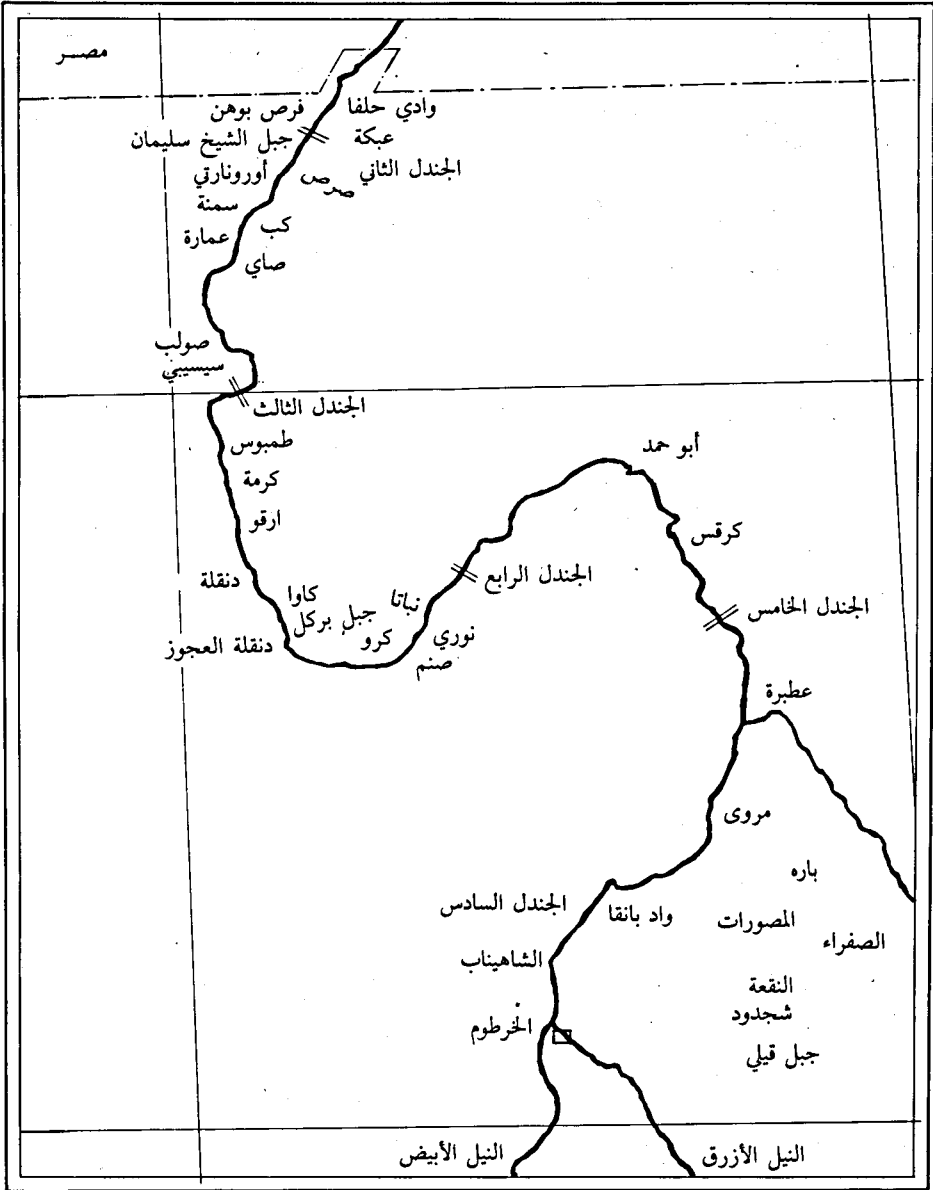 مصر
وادي حلفا
فرص بوهن
عبكة
جبل الشيخ سليمان
الجندل الثاني
صرص
أورونارتي
سمنة
كب
عمارة
صاي
صولب
سيسيبي
الجندل الثالث
طمبوس
كرمة
ارقو
أبو حمد
كرقس
الجندل الرابع
دنقلة
كاوا
نباتا
الجندل الخامس
جبل بركل
كرو
نوري
دنقلة العجوز
صنم
عطبرة
مروى
باره
الجندل السادس
واد بانقا
المصورات
الصفراء
الشاهيناب
النقعة
شجدود
الخرطوم
جبل قيلي
النيل الأزرق
النيل الأبيض